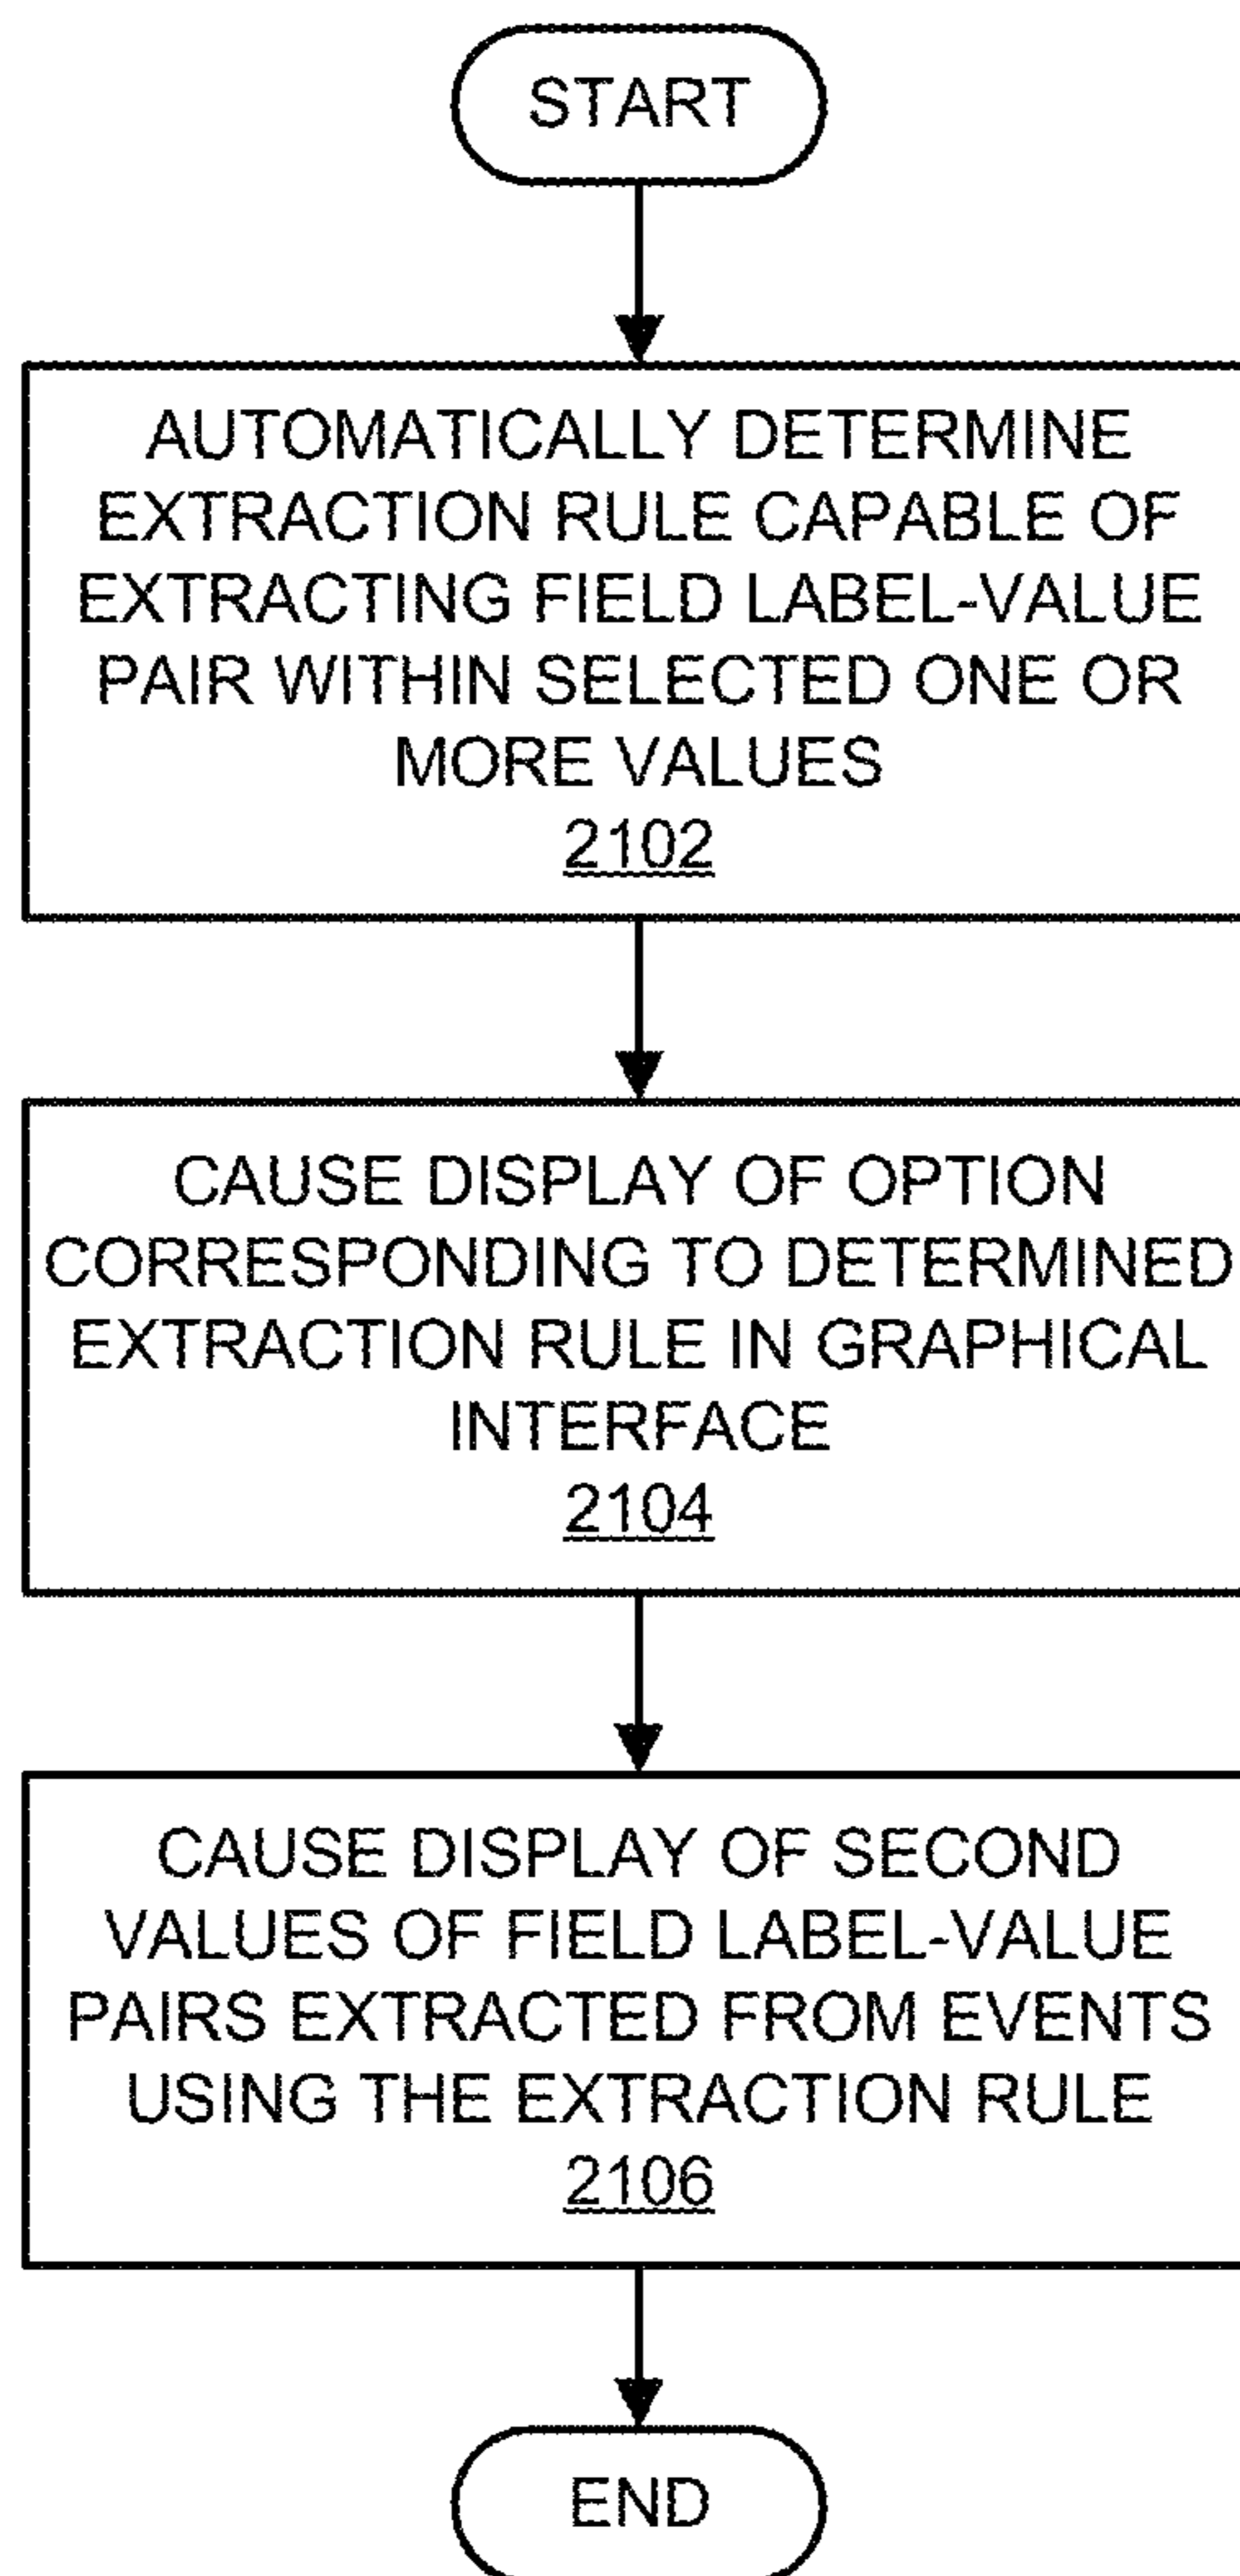 START
AUTOMATICALLY DETERMINE
EXTRACTION RULE CAPABLE OF
EXTRACTING FIELD LABEL-VALUE
PAIR WITHIN SELECTED ONE OR
MORE VALUES
2102
CAUSE DISPLAY OF OPTION
CORRESPONDING TO DETERMINED
EXTRACTION RULE IN GRAPHICAL
INTERFACE
2104
CAUSE DISPLAY OF SECOND
VALUES OF FIELD LABEL-VALUE
PAIRS EXTRACTED FROM EVENTS
USING THE EXTRACTION RULE
2106
END